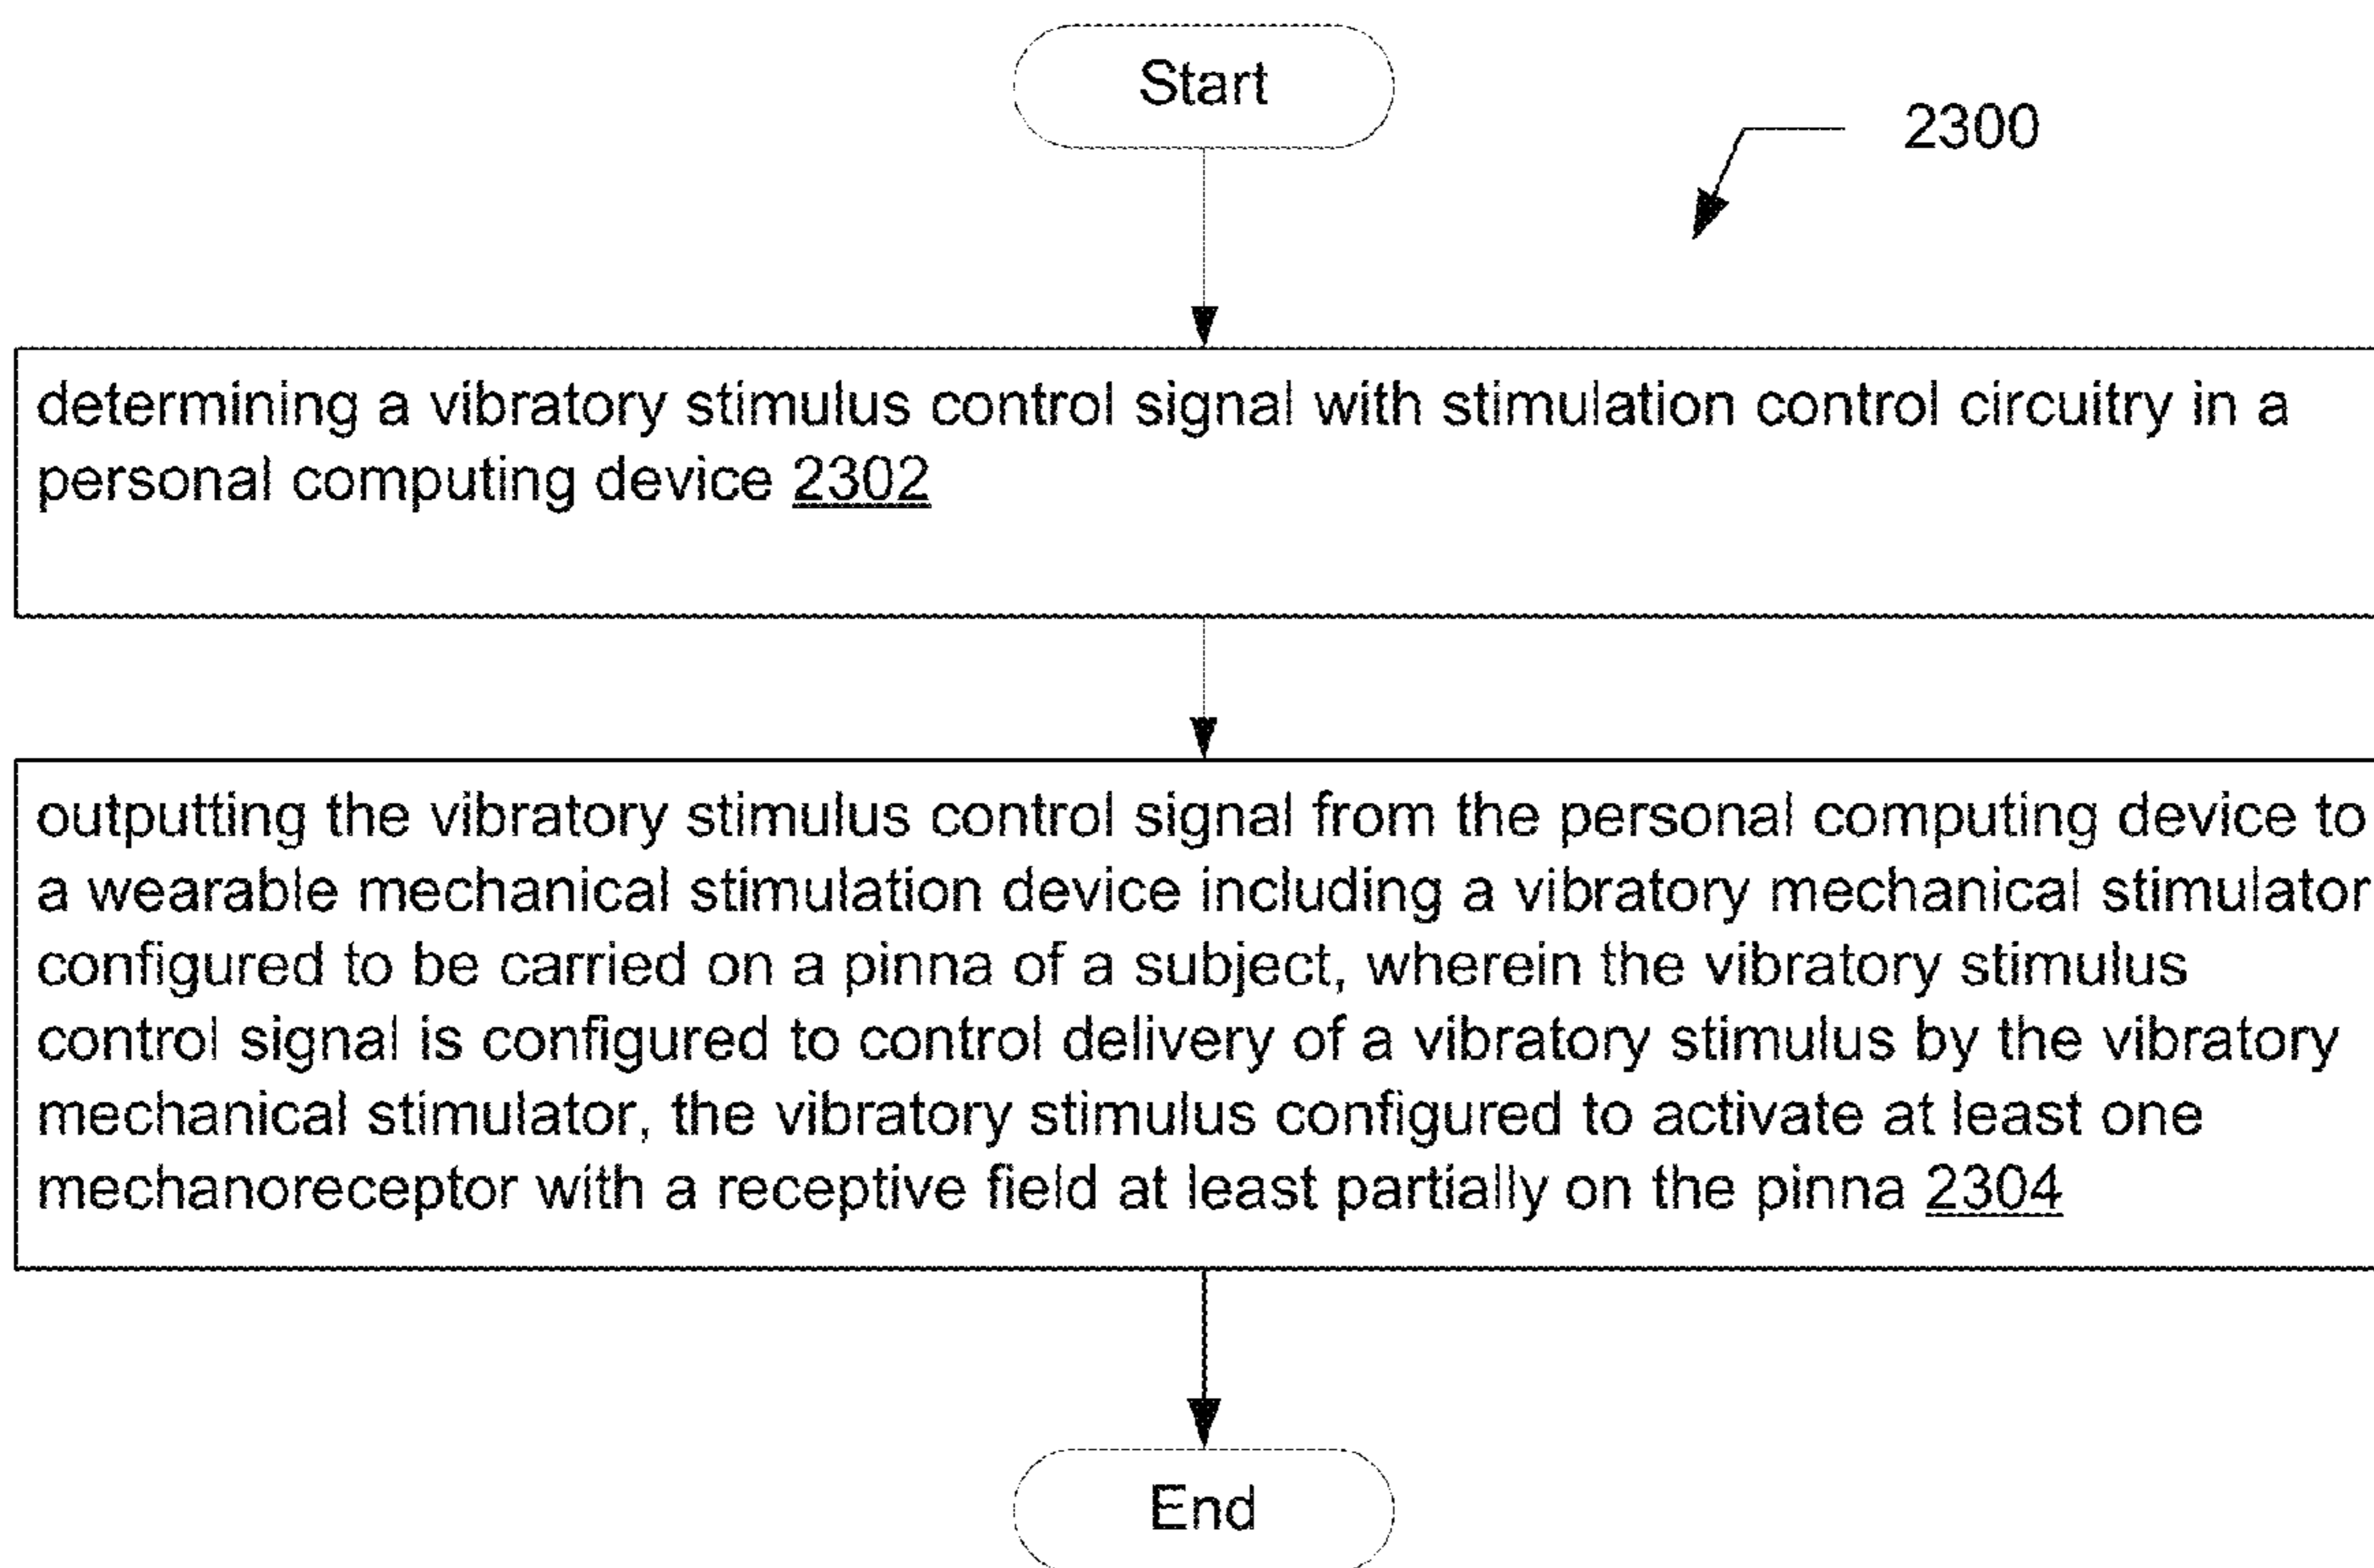 Start
2300
determining a vibratory stimulus control signal with stimulation control circuitry in a
personal computing device 2302
outputting the vibratory stimulus control signal from the personal computing device to
a wearable mechanical stimulation device including a vibratory mechanical stimulator
configured to be carried on a pinna of a subject, wherein the vibratory stimulus
control signal is configured to control delivery of a vibratory stimulus by the vibratory
mechanical stimulator, the vibratory stimulus configured to activate at least one
mechanoreceptor with a receptive field at least partially on the pinna 2304
End